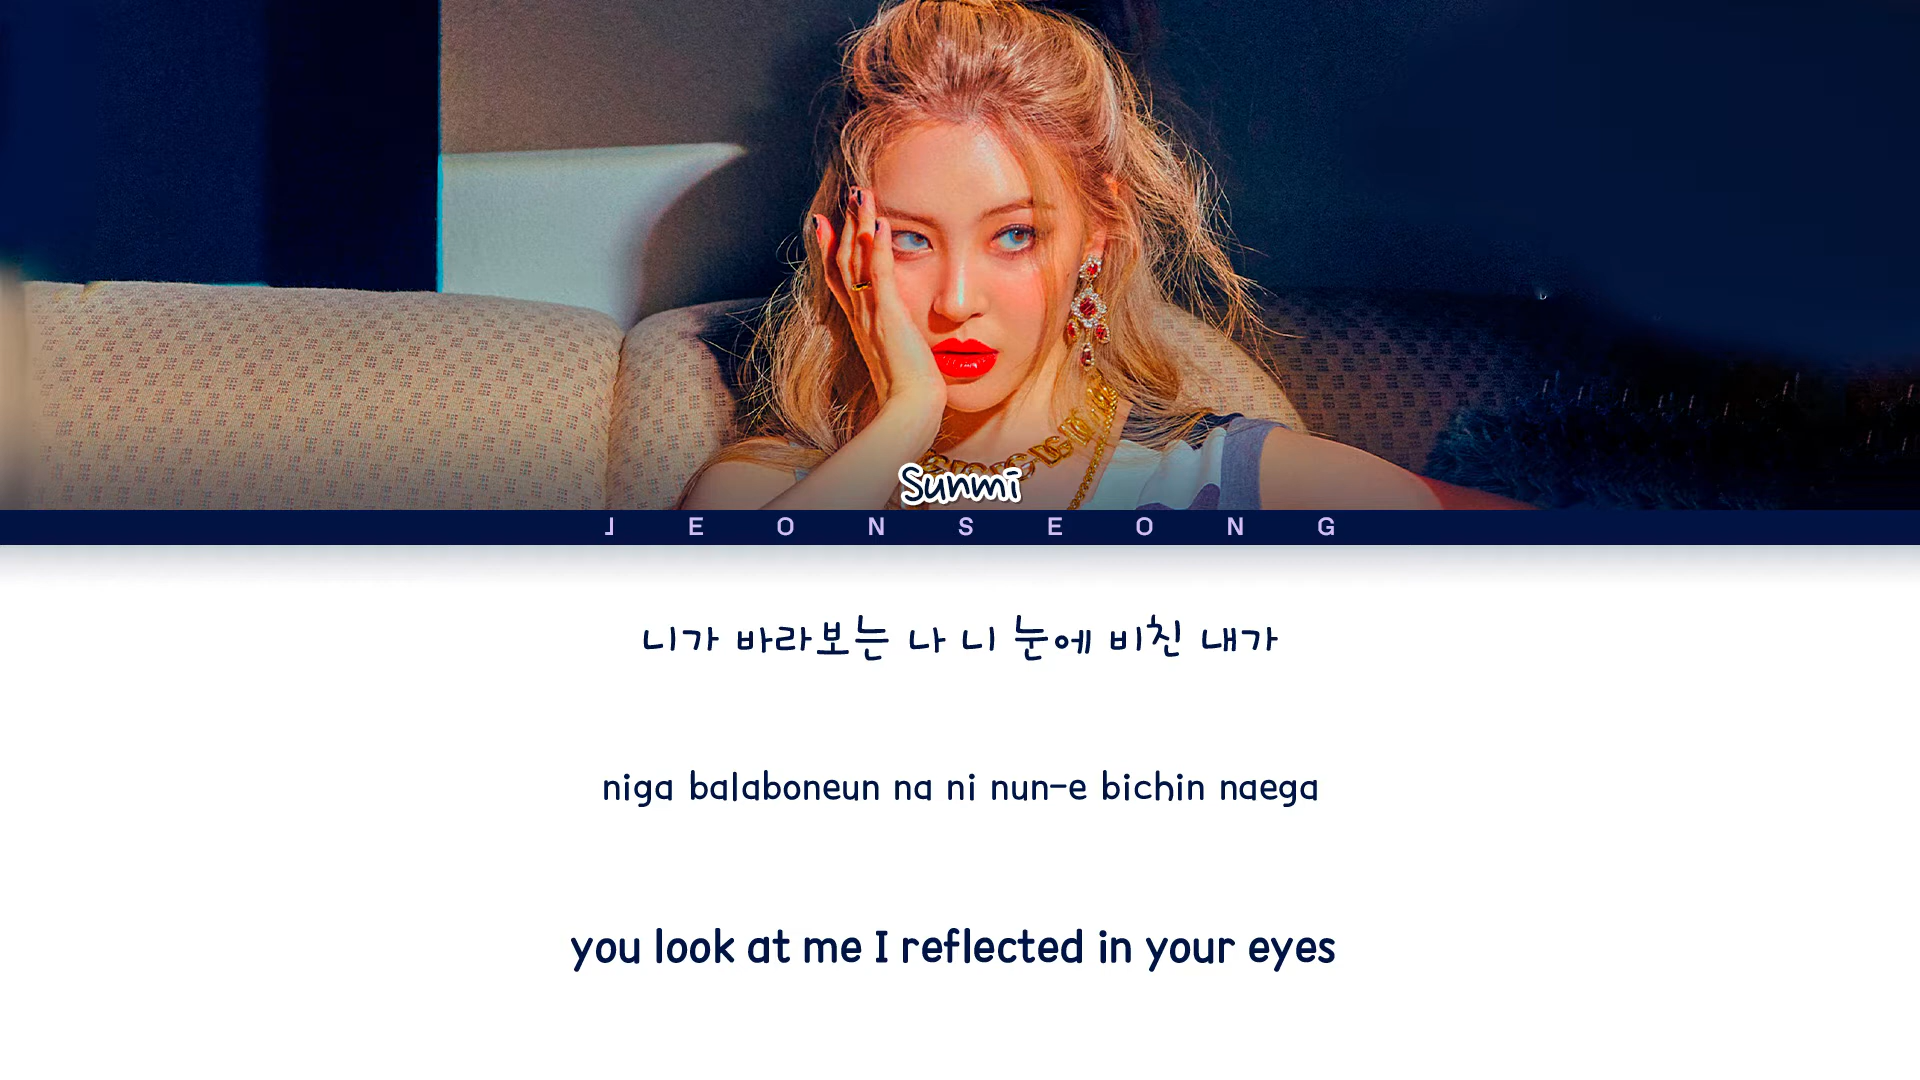 Sunmi
JEONSEONG
니가 바라보는 나 니 눈에 비친 내가
niga balaboneun na ni nun-e bichin naega
you look at me I reflected in your eyes